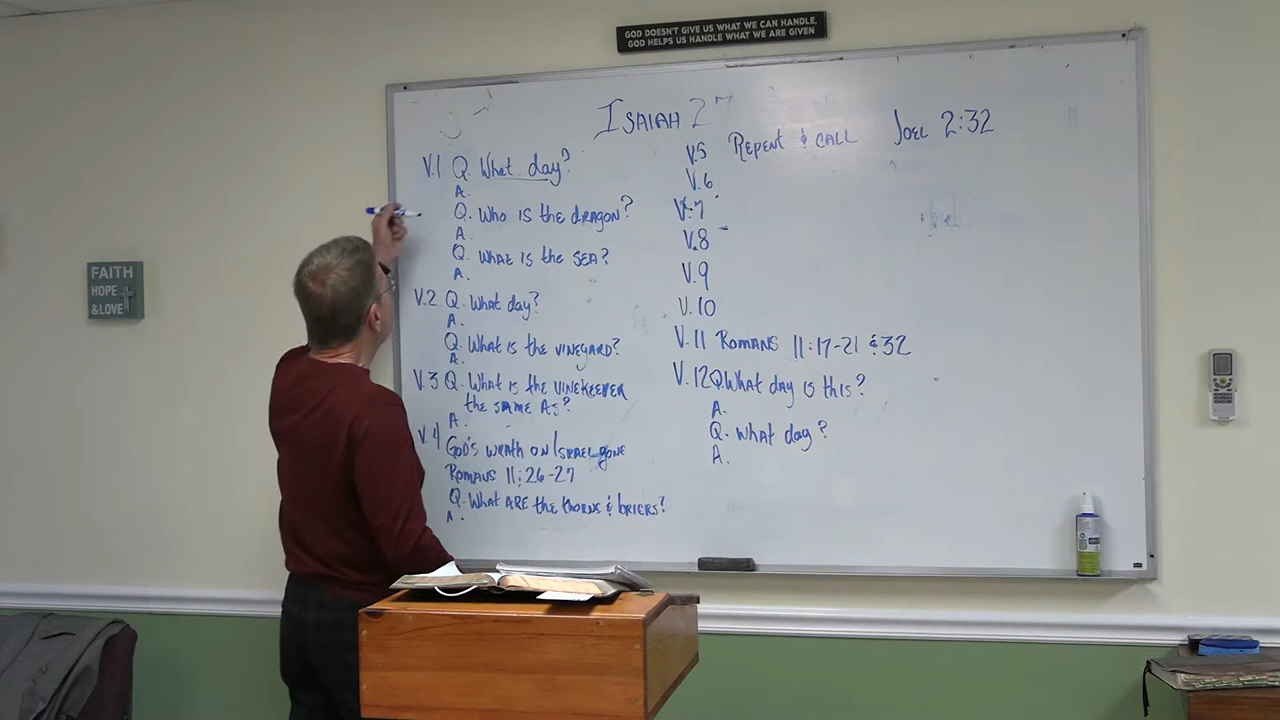 GOD DOESN'T GIVE US WHAT WE CAN HANDLE,
GOD HELPS US HANDLE WHAT WE ARE GIVEN
FAITH
HOPE
& LOVE
ISAIAH 27
V.1 Q. What day?
A.
Q. Who is the dragon?
A.
Q. What is the SEA?
A.
V.2 Q. What day?
A.
Q. What is the VINEYARD?
A.
V.3 Q. What is the VINEKEEPER
the SAME AS?
A.
V.4 GOD'S WRATH ON ISRAEL gone
ROMANS 11:26-27
Q. What ARE the thorns & briers?
A.
V.5 Repent & CALL JOEL 2:32
V.6
V.7
V.8
V.9
V.10
V.11 ROMANS 11:17-21 & 32
V.12 Q. What day is this?
A.
Q. What day?
A.